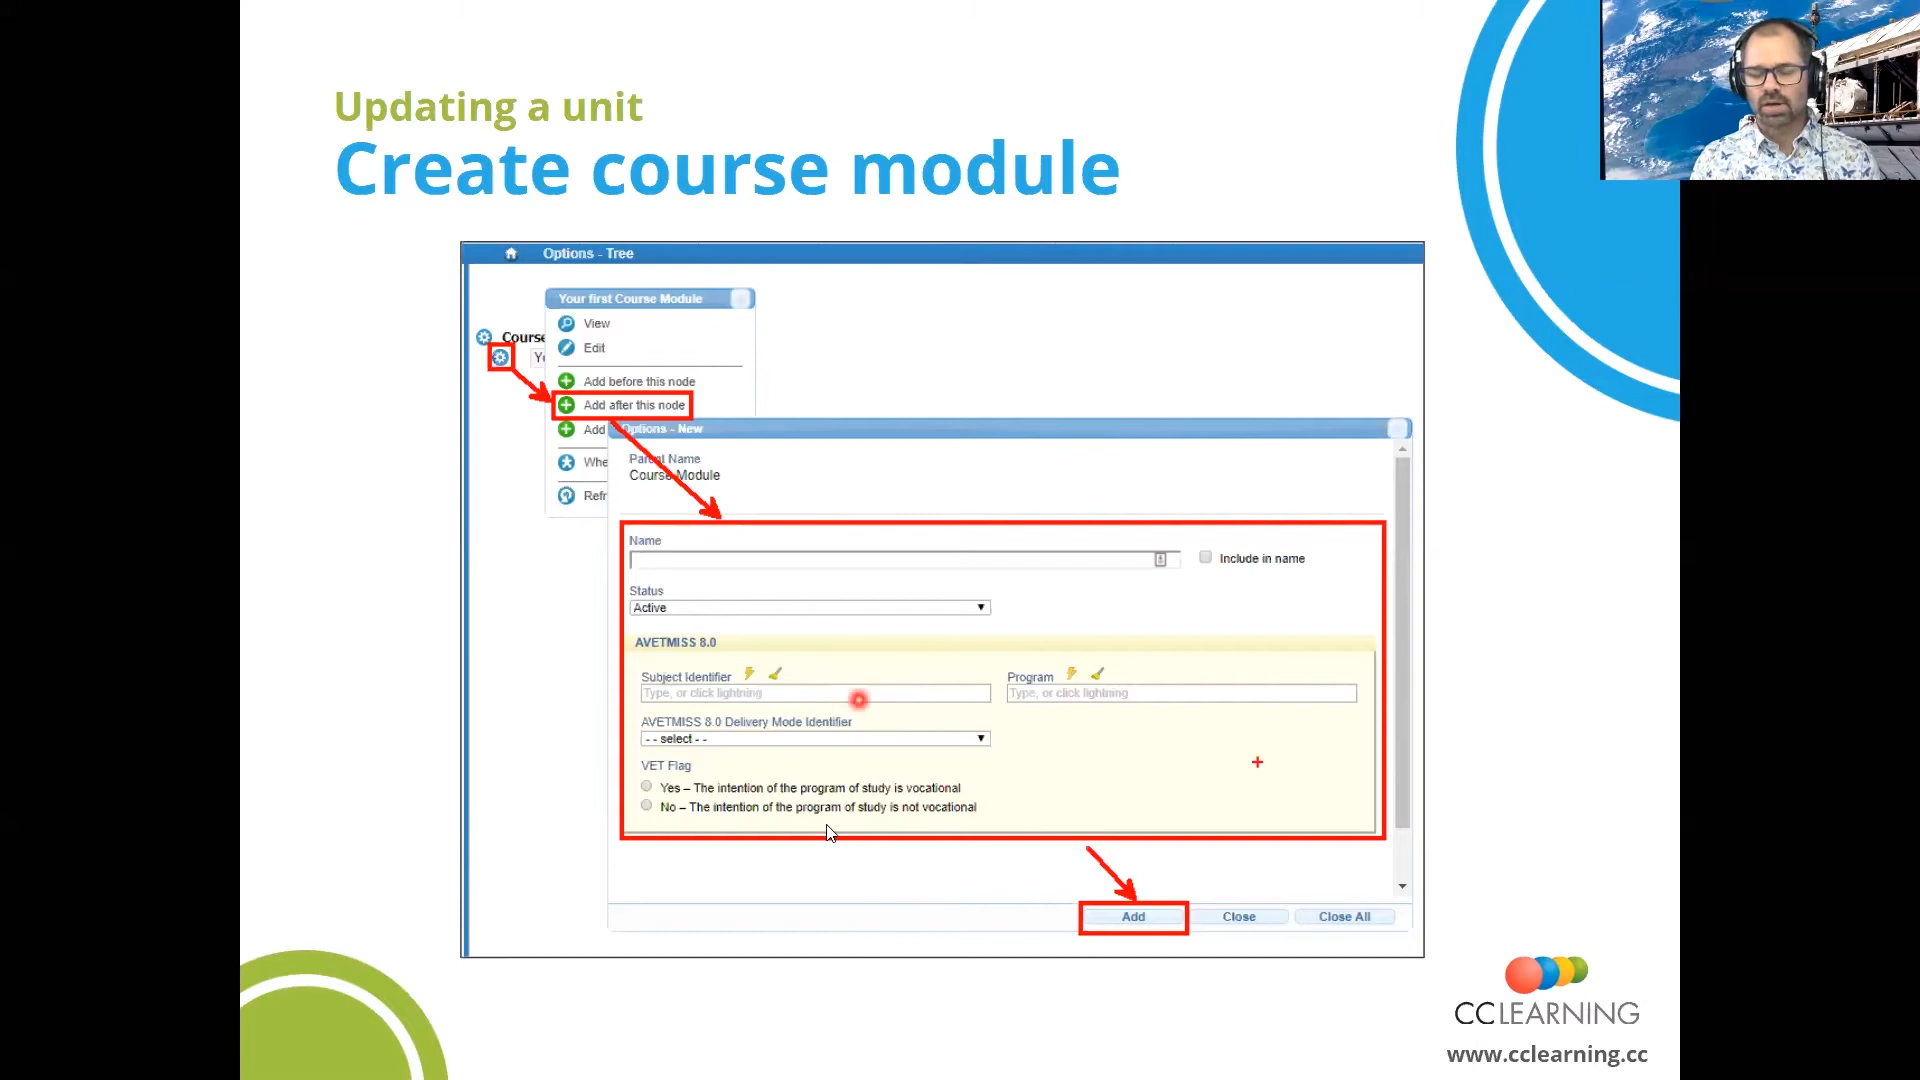 Updating a unit
Create course module
Options - Tree
Your first Course Module
View
Course
Edit
Add before this node
Add after this node
Add
Options - New
Parent Name
Course Module
Name
Include in name
Status
Active
AVETMISS 8.0
Subject Identifier
Program
Type, or click lightning
Type, or click lightning
AVETMISS 8.0 Delivery Mode Identifier
- - select - -
VET Flag
Yes – The intention of the program of study is vocational
No – The intention of the program of study is not vocational
Add
Close
Close All
CCLEARNING
www.cclearning.cc